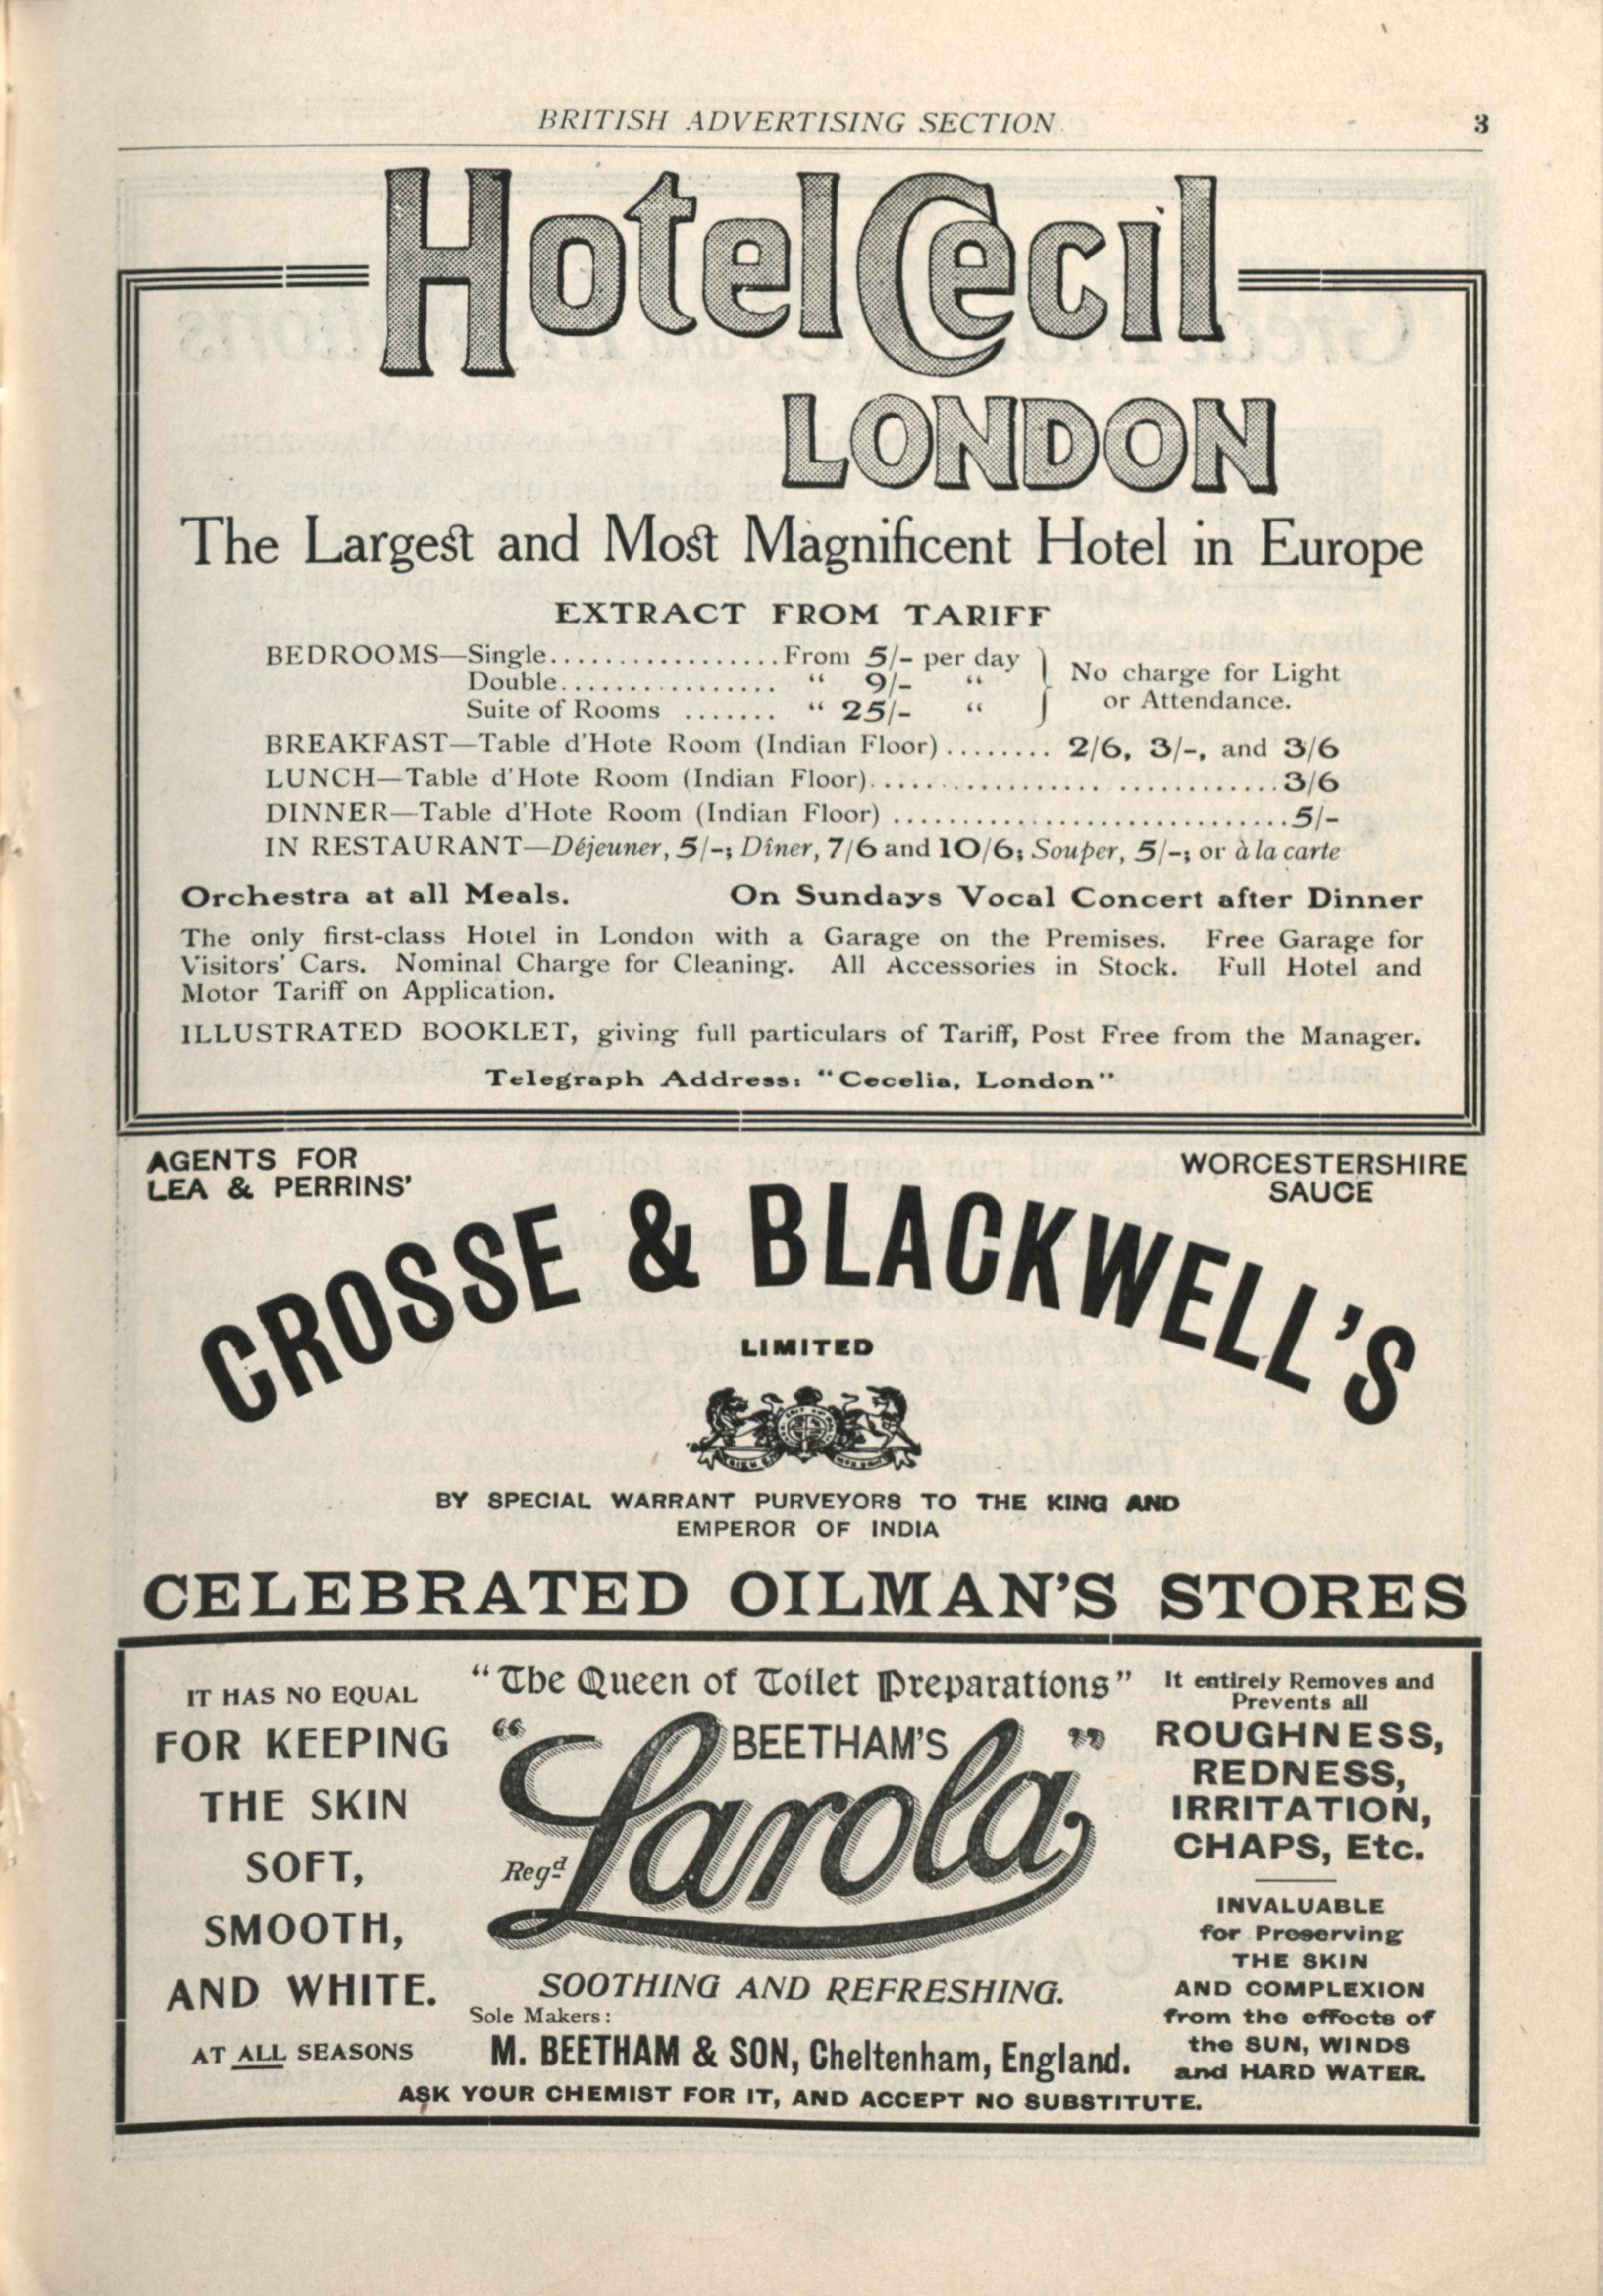 BRITISH ADVERTISING SECTION 3
Hotel Cecil
LONDON
The Largest and Most Magnificent Hotel in Europe
EXTRACT FROM TARIFF
BEDROOMS—Single.................From 5/- per day
Double................ “ 9/- “
Suite of Rooms ....... “ 25/- “
No charge for Light
or Attendance.
BREAKFAST—Table d'Hote Room (Indian Floor)........ 2/6, 3/-, and 3/6
LUNCH—Table d'Hote Room (Indian Floor)..............................3/6
DINNER—Table d'Hote Room (Indian Floor) .............................5/-
IN RESTAURANT—Déjeuner, 5/-; Dîner, 7/6 and 10/6; Souper, 5/-; or à la carte
Orchestra at all Meals. On Sundays Vocal Concert after Dinner
The only first-class Hotel in London with a Garage on the Premises. Free Garage for
Visitors' Cars. Nominal Charge for Cleaning. All Accessories in Stock. Full Hotel and
Motor Tariff on Application.
ILLUSTRATED BOOKLET, giving full particulars of Tariff, Post Free from the Manager.
Telegraph Address: “Cecelia, London”
AGENTS FOR
LEA & PERRINS'
WORCESTERSHIRE
SAUCE
CROSSE & BLACKWELL'S
LIMITED
BY SPECIAL WARRANT PURVEYORS TO THE KING AND
EMPEROR OF INDIA
CELEBRATED OILMAN'S STORES
IT HAS NO EQUAL
FOR KEEPING
THE SKIN
SOFT,
SMOOTH,
AND WHITE.
AT ALL SEASONS
“The Queen of Toilet Preparations”
BEETHAM'S
“Larola”
Regd
SOOTHING AND REFRESHING.
Sole Makers:
M. BEETHAM & SON, Cheltenham, England.
It entirely Removes and
Prevents all
ROUGHNESS,
REDNESS,
IRRITATION,
CHAPS, Etc.
INVALUABLE
for Preserving
THE SKIN
AND COMPLEXION
from the effects of
the SUN, WINDS
and HARD WATER.
ASK YOUR CHEMIST FOR IT, AND ACCEPT NO SUBSTITUTE.